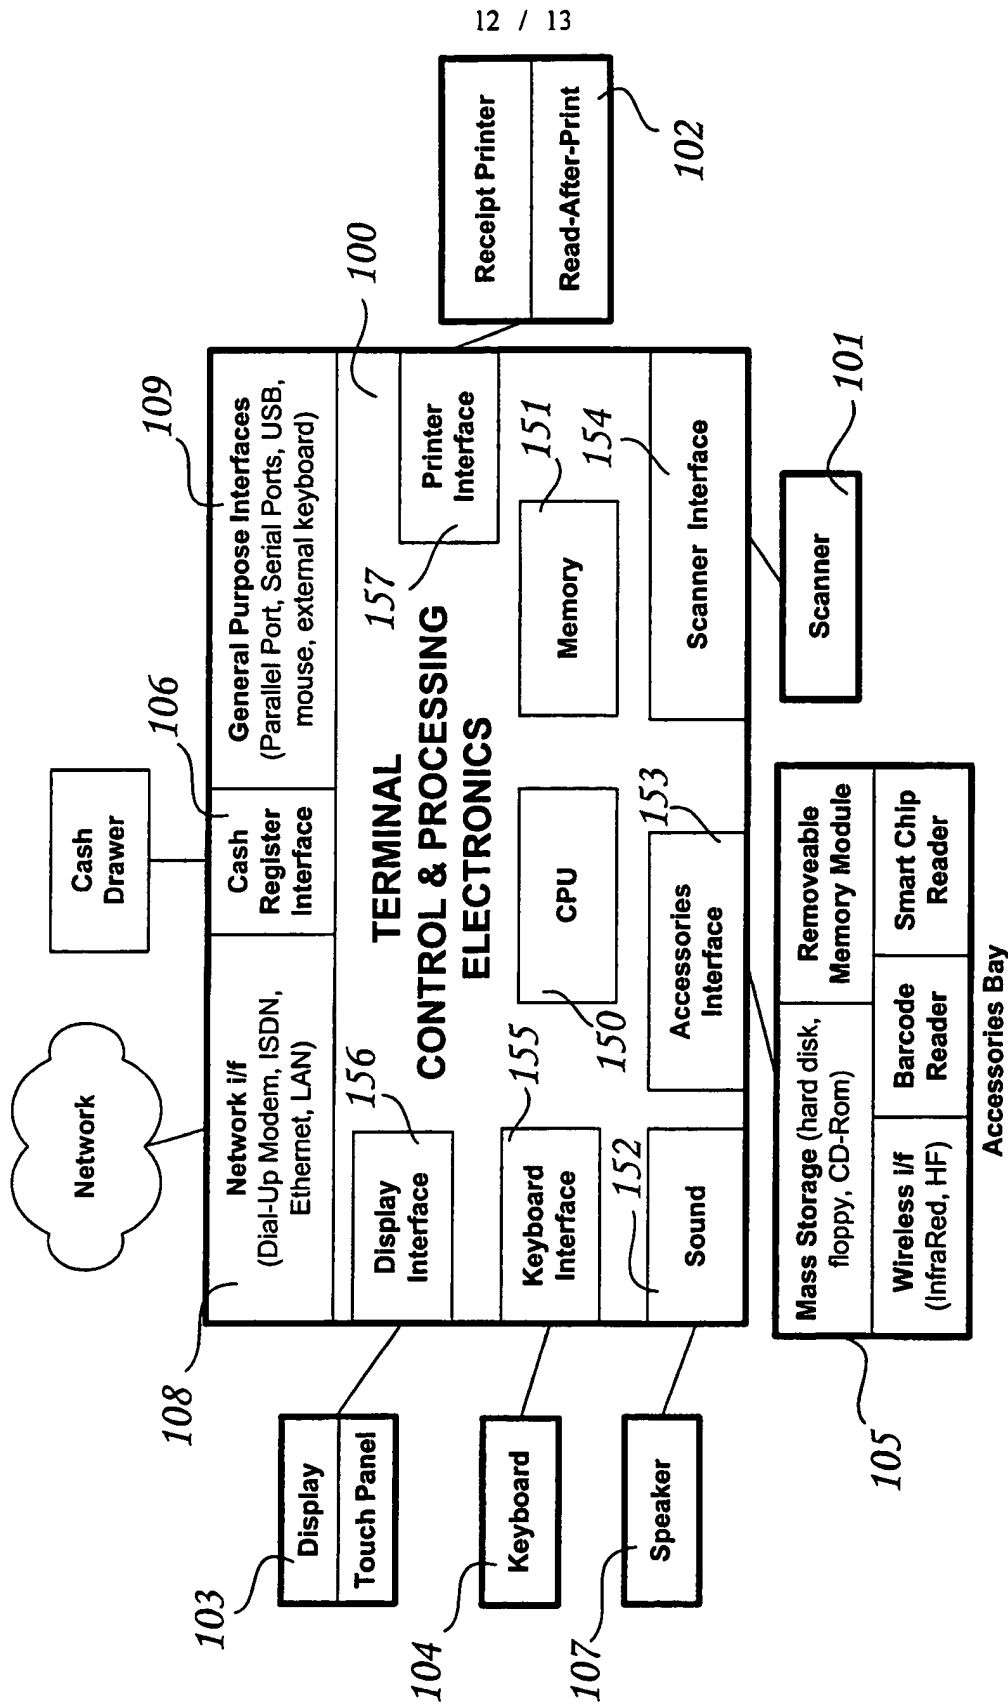 12 / 13
Network
Cash
Drawer
106
109
108
Network i/f
(Dial-Up Modem, ISDN,
Ethernet, LAN)
Cash
Register
Interface
General Purpose Interfaces
(Parallel Port, Serial Ports, USB,
mouse, external keyboard)
100
103
Display
Touch Panel
Display
Interface
156
TERMINAL
CONTROL & PROCESSING
ELECTRONICS
157
Printer
Interface
Receipt Printer
Read-After-Print
102
104
Keyboard
Keyboard
Interface
155
150
CPU
Memory
151
107
Speaker
152
Sound
Accessories
Interface
153
Scanner Interface
154
105
Mass Storage (hard disk,
floppy, CD-Rom)
Removeable
Memory Module
Wireless i/f
(InfraRed, HF)
Barcode
Reader
Smart Chip
Reader
Accessories Bay
Scanner
101